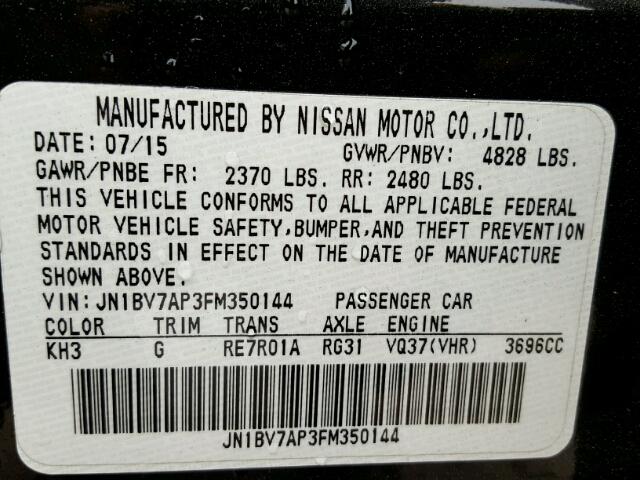 MANUFACTURED BY NISSAN MOTOR CO.,LTD.
DATE: 07/15 GVWR/PNBV: 4828 LBS.
GAWR/PNBE FR: 2370 LBS. RR: 2480 LBS.
THIS VEHICLE CONFORMS TO ALL APPLICABLE FEDERAL
MOTOR VEHICLE SAFETY,BUMPER,AND THEFT PREVENTION
STANDARDS IN EFFECT ON THE DATE OF MANUFACTURE
SHOWN ABOVE.
VIN: JN1BV7AP3FM350144 PASSENGER CAR
COLOR TRIM TRANS AXLE ENGINE
KH3 G RE7R01A RG31 VQ37(VHR) 3696CC
JN1BV7AP3FM350144